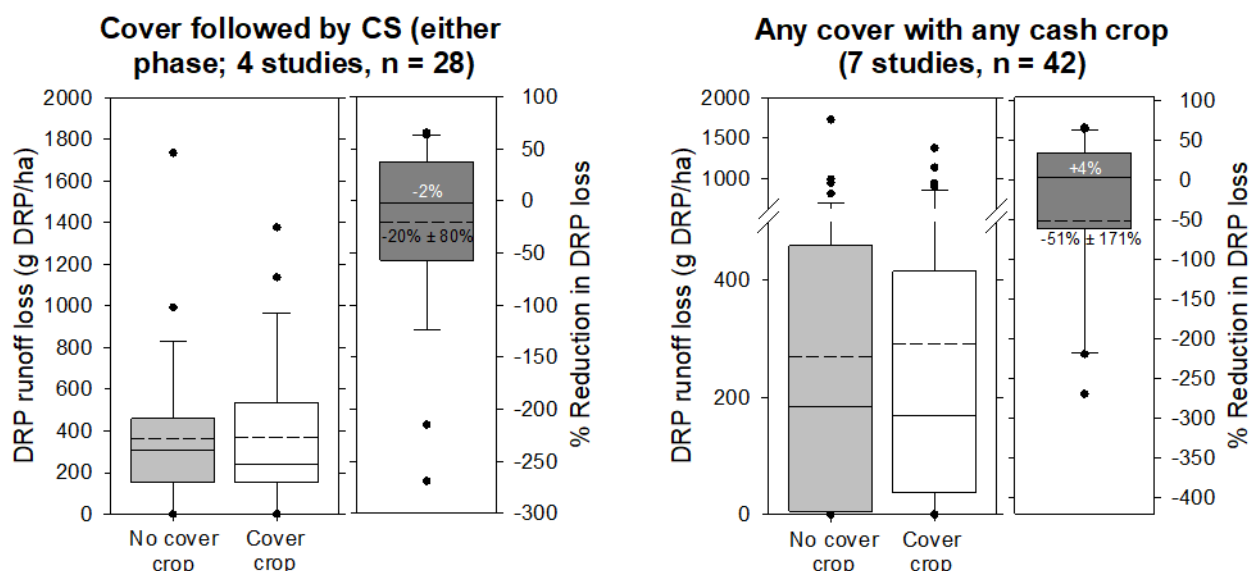 Cover followed by CS (either
phase; 4 studies, n = 28)
DRP runoff loss (g DRP/ha)
2000
1800
1600
1400
1200
1000
800
600
400
200
0
No cover
crop
Cover
crop
-2%
-20% ± 80%
100
50
0
-50
-100
-150
-200
-250
-300
% Reduction in DRP loss
Any cover with any cash crop
(7 studies, n = 42)
DRP runoff loss (g DRP/ha)
2000
1500
1000
400
200
0
No cover
crop
Cover
crop
+4%
-51% ± 171%
100
50
0
-50
-100
-150
-200
-250
-300
-350
-400
% Reduction in DRP loss